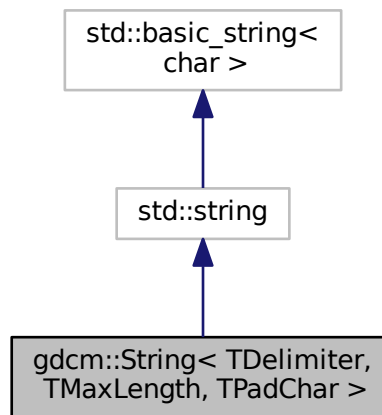 std::basic_string<
char >
std::string
gdcm::String< TDelimiter,
TMaxLength, TPadChar >